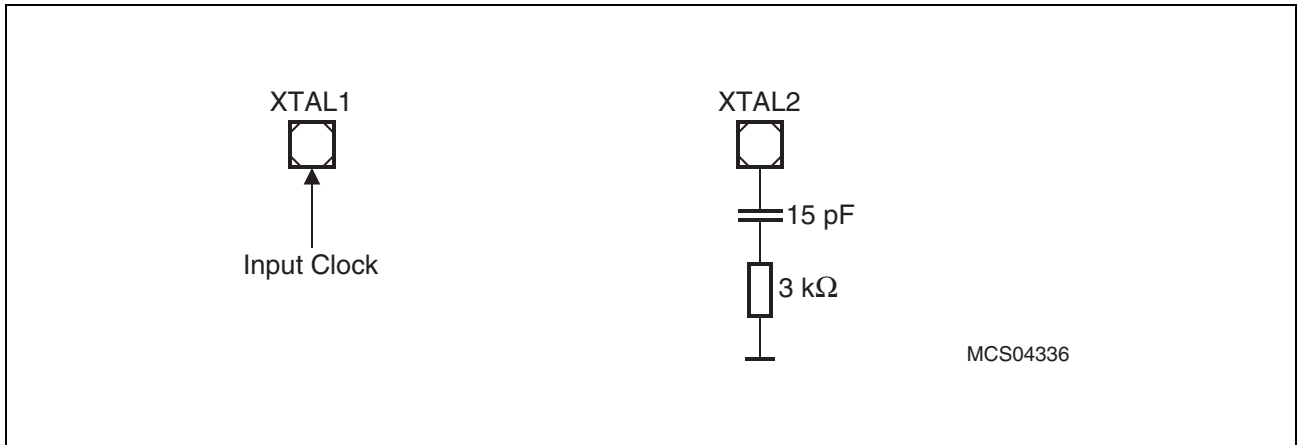 XTAL1
XTAL2
15 pF
Input Clock
3 kΩ
MCS04336